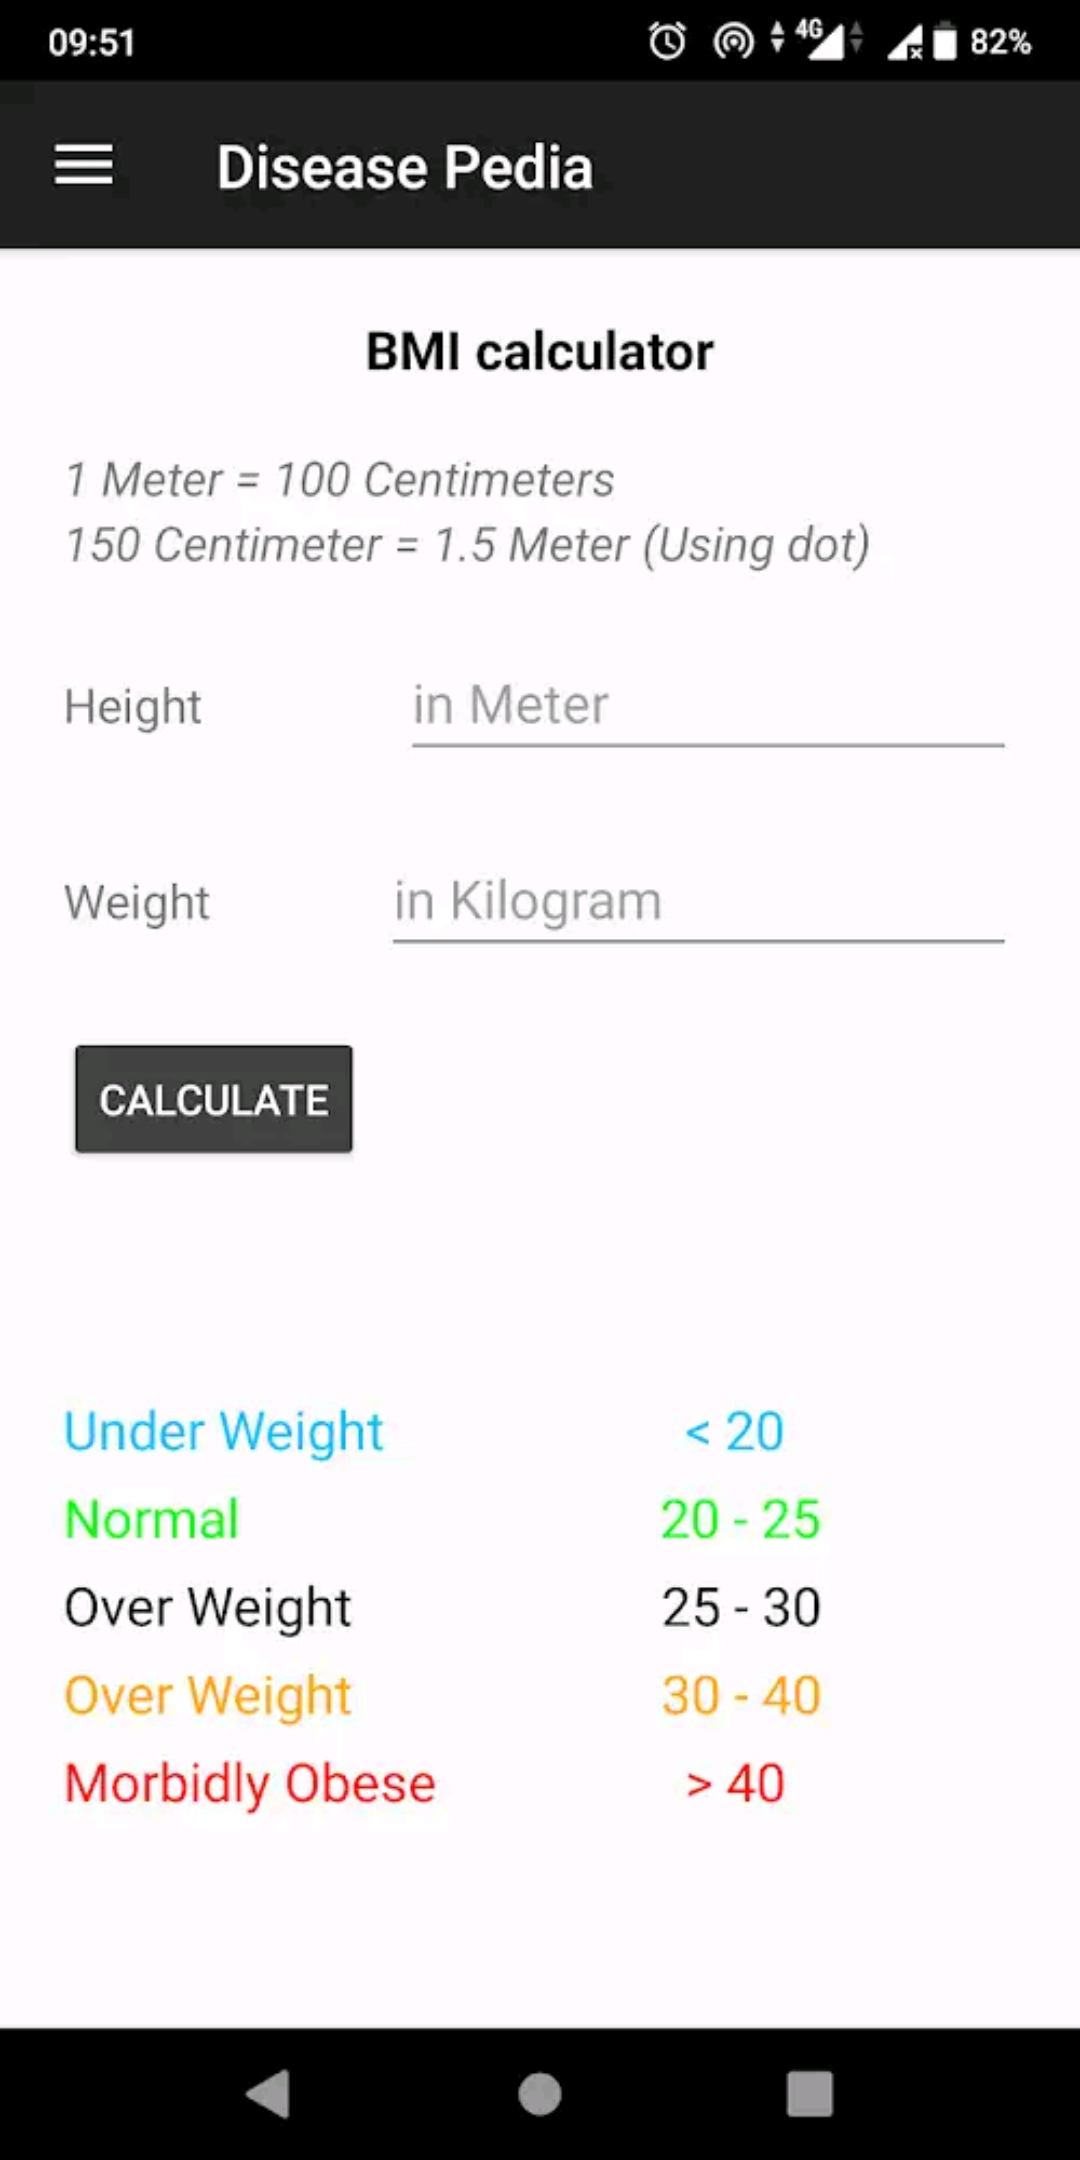 09:51
4G
82%
Disease Pedia
BMI calculator
1 Meter = 100 Centimeters
150 Centimeter = 1.5 Meter (Using dot)
Height in Meter
Weight in Kilogram
CALCULATE
Under Weight < 20
Normal 20 - 25
Over Weight 25 - 30
Over Weight 30 - 40
Morbidly Obese > 40